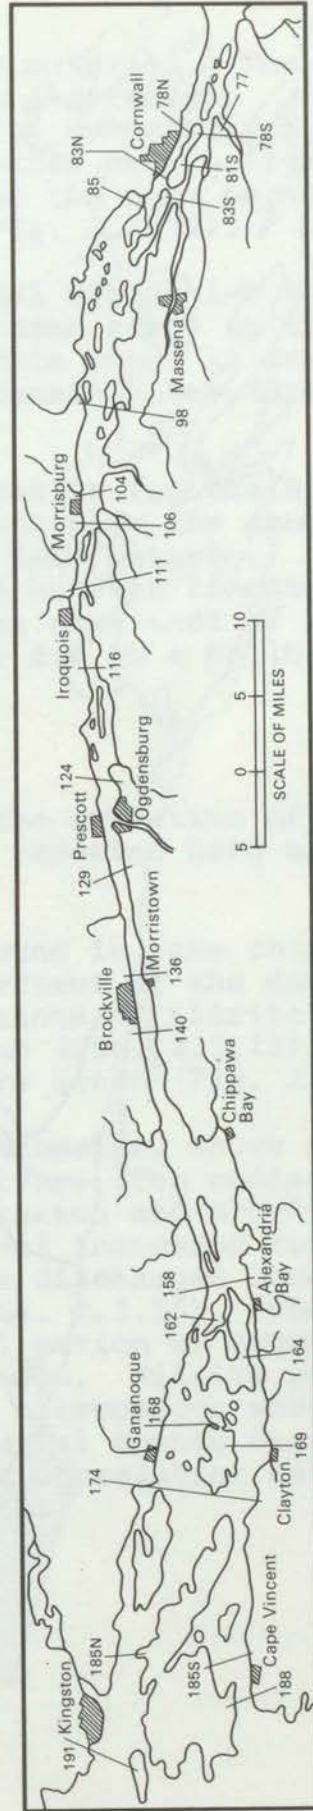 191 Kingston
185N
185S
Cape Vincent
188
174
Gananoque
168
169
Clayton
162
158
Alexandria
Bay
164
Chippawa
Bay
Brockville
140
136
Morristown
129
Prescott
124
Ogdensburg
116
Iroquois
111
Morrisburg
106
104
98
Massena
85
83N
83S
Cornwall
81S
78N
78S
77
5 0 5 10
SCALE OF MILES